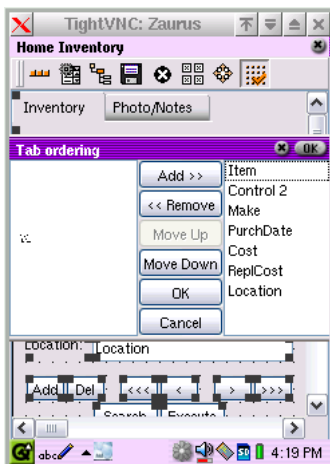 TightVNC: Zaurus
Home Inventory
Inventory Photo/Notes
Tab ordering OK
Add >>
<< Remove
Move Up
Move Down
OK
Cancel
Item
Control 2
Make
PurchDate
Cost
ReplCost
Location
Location: Location
Add Del <<< < > >>>
Search Execute
abc 4:19 PM